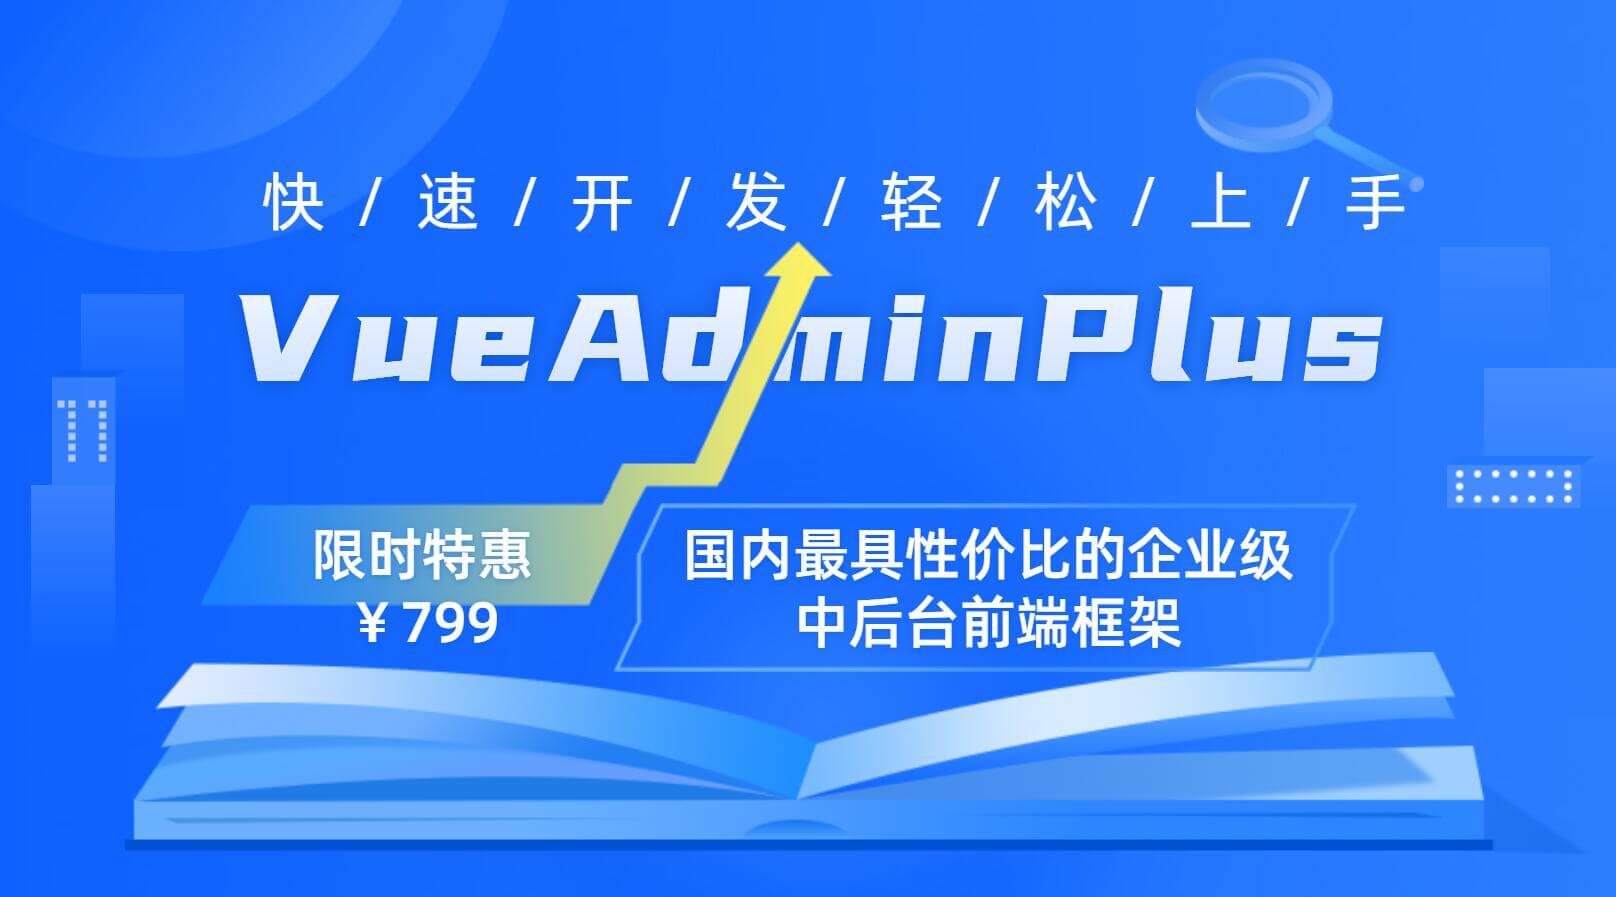 快/速/开/发/轻/松/上/手
VueAdminPlus
限时特惠
￥799
国内最具性价比的企业级
中后台前端框架